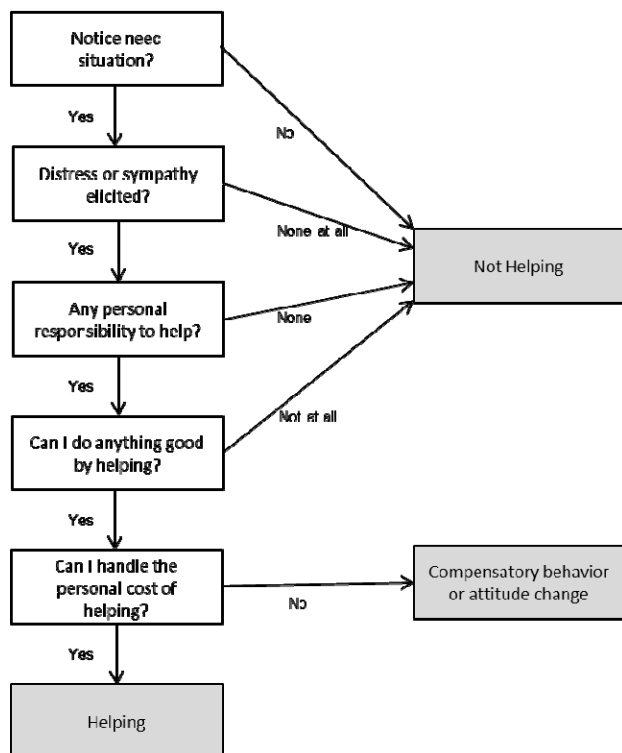 Notice neec
situation?
Yes
No
Distress or sympathy
elicited?
None at all
Not Helping
Yes
Any personal
responsibility to help?
None
Yes
Not at all
Can I do anything good
by helping?
Yes
Can I handle the
personal cost of
helping?
No
Compensatory behavior
or attitude change
Yes
Helping